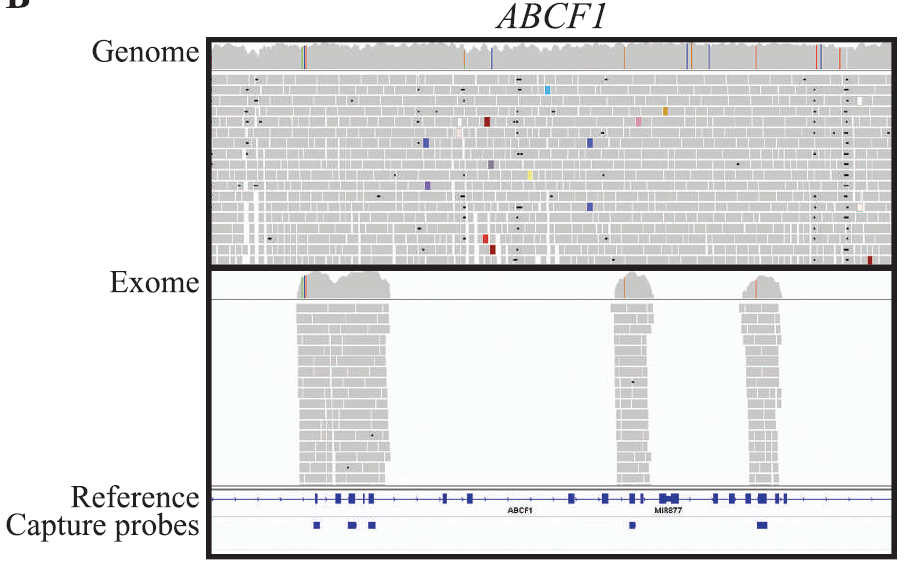 B
ABCF1
Genome
Exome
Reference
ABCF1
MIR877
Capture probes